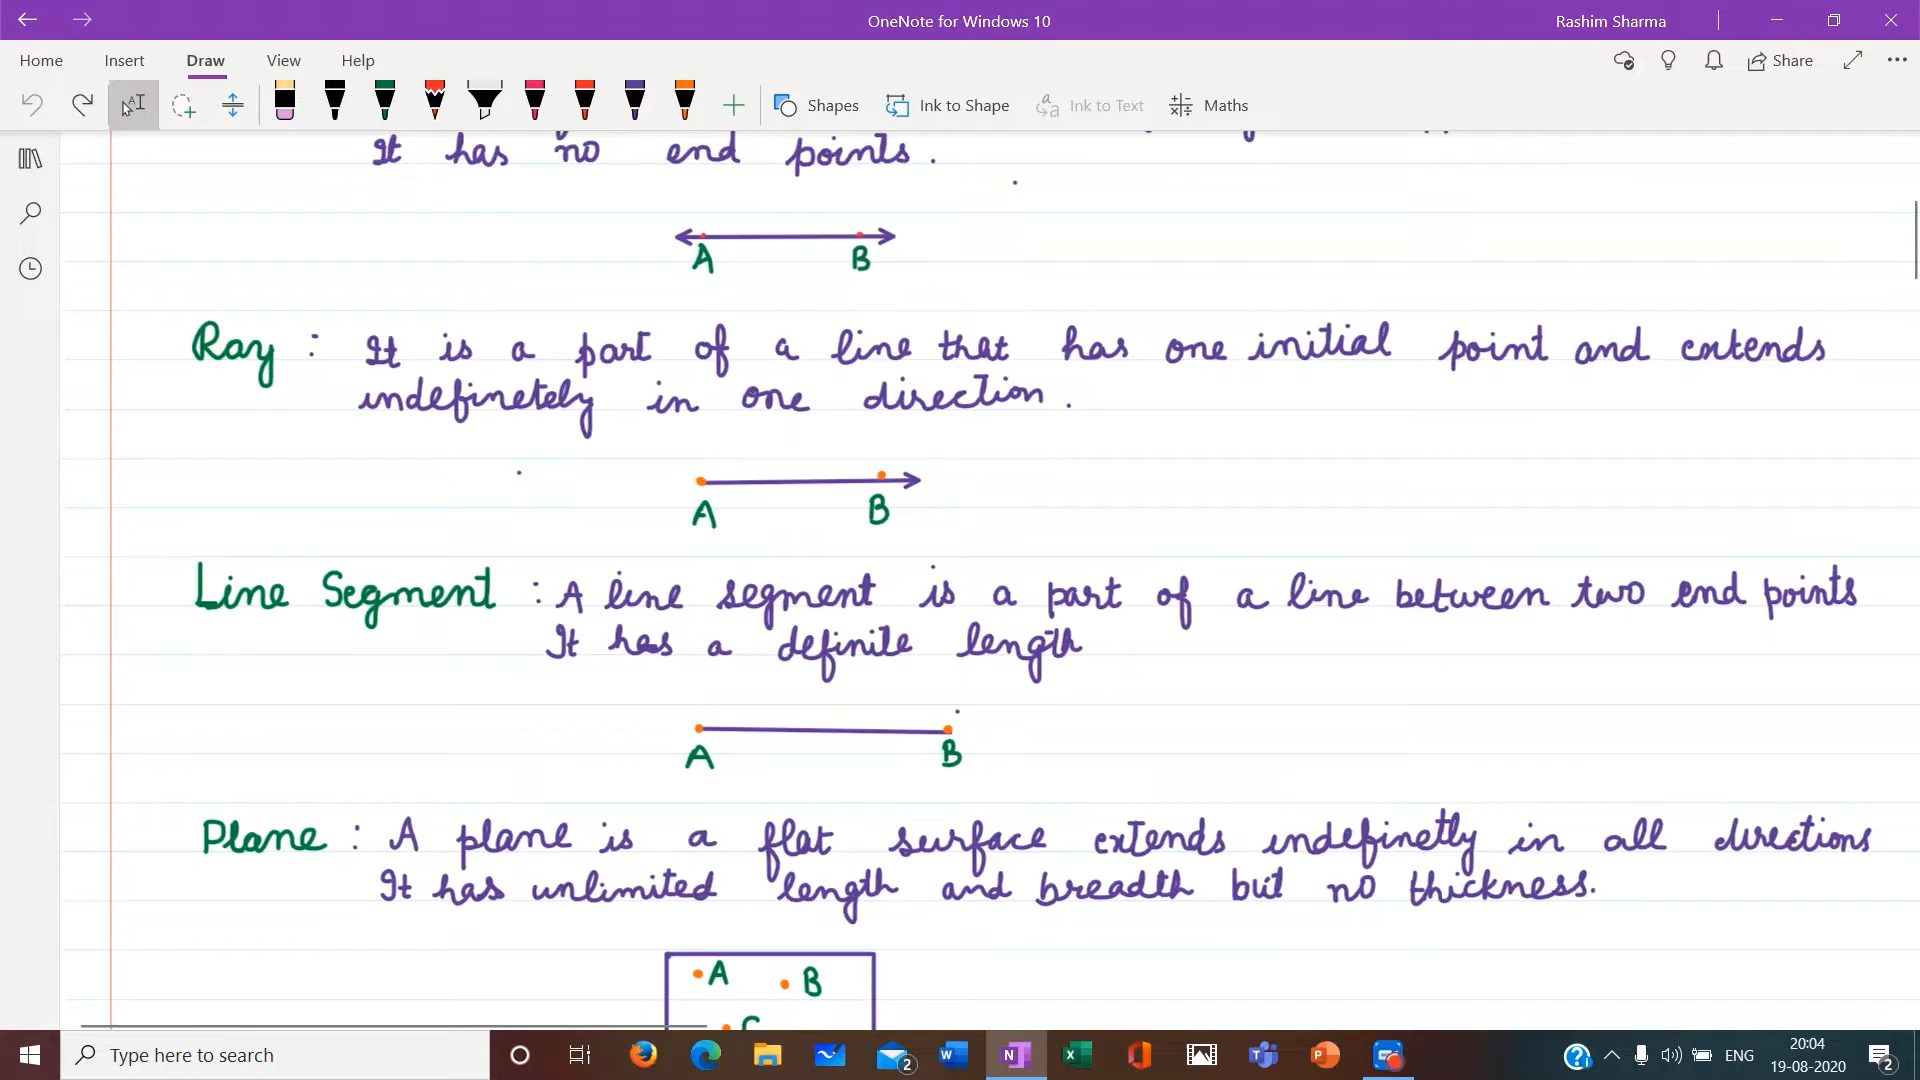 OneNote for Windows 10
Rashim Sharma
Home Insert Draw View Help
Share
Shapes Ink to Shape Ink to Text Maths
It has no end points.
A B
Ray : It is a part of a line that has one initial point and extends
indefinetely in one direction.
A B
Line Segment : A line segment is a part of a line between two end points
It has a definite length
A B
Plane : A plane is a flat surface extends indefinetly in all directions
It has unlimited length and breadth but no thickness.
A B
C
Type here to search
2
ENG
20:04
19-08-2020
2